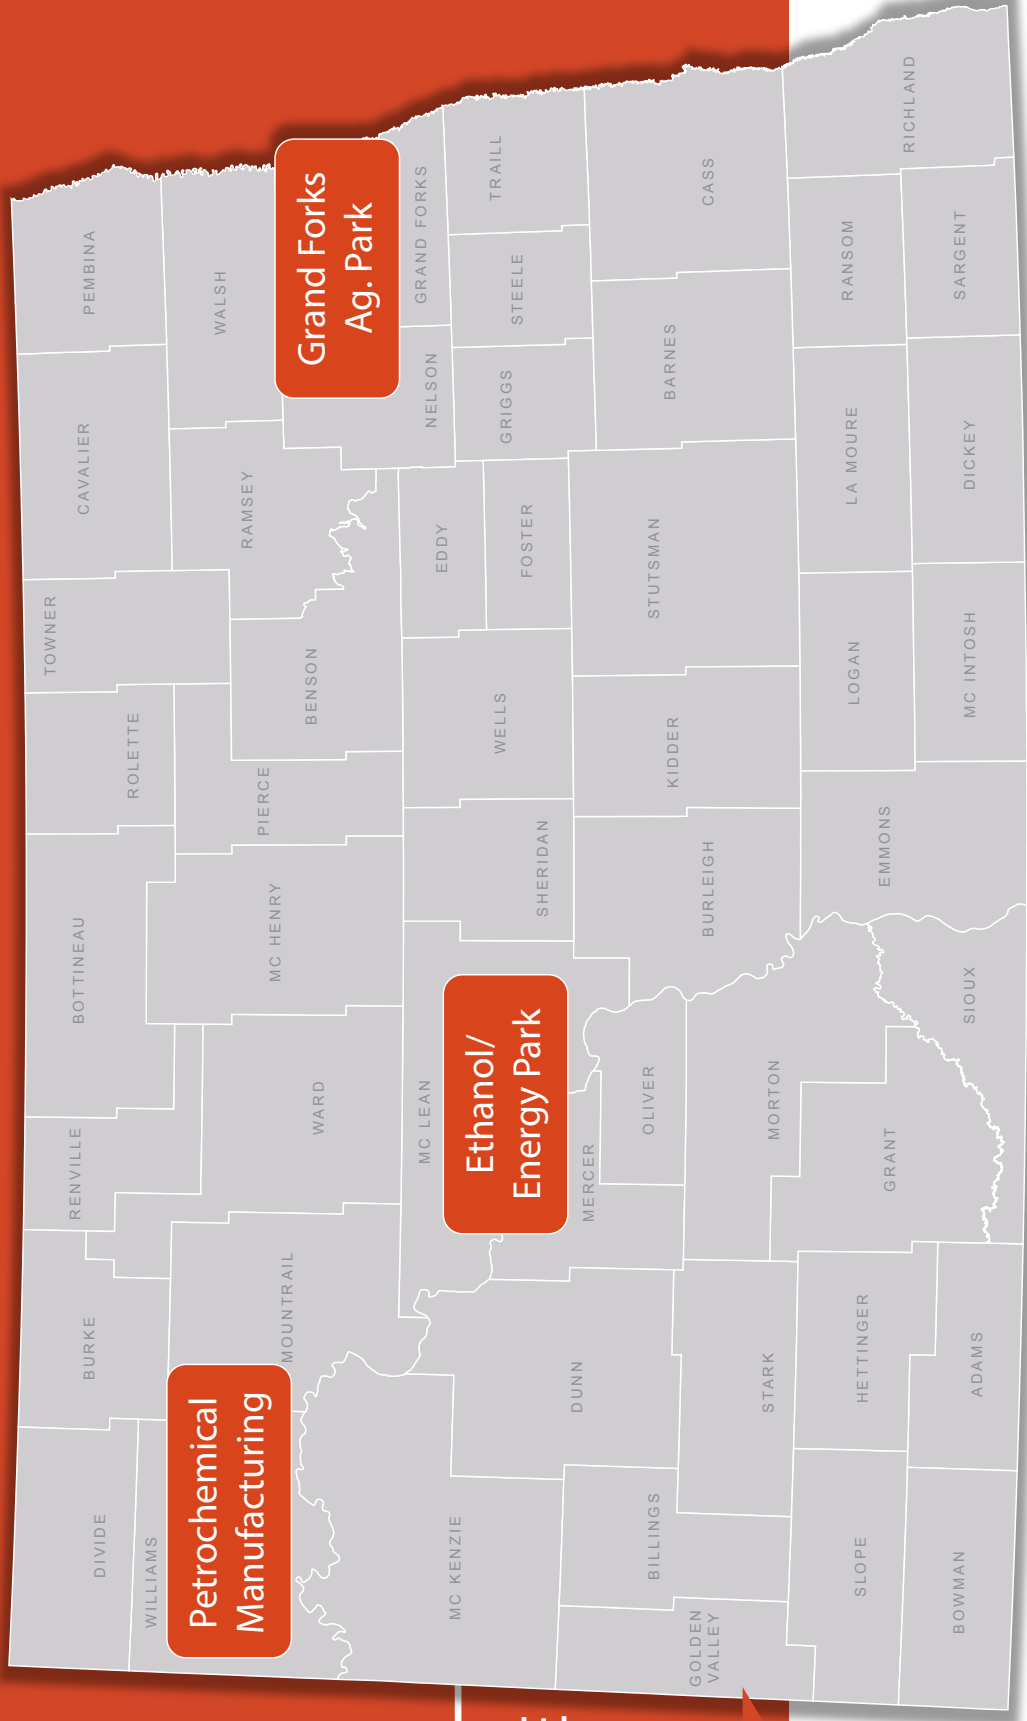 DIVIDE
BURKE
RENVILLE
BOTTINEAU
ROLETTE
TOWNER
CAVALIER
PEMBINA
WILLIAMS
Petrochemical
Manufacturing
MOUNTRAIL
WARD
MC HENRY
PIERCE
BENSON
RAMSEY
WALSH
Grand Forks
Ag. Park
GRAND FORKS
NELSON
MC KENZIE
DUNN
MC LEAN
Ethanol/
Energy Park
MERCER
OLIVER
SHERIDAN
WELLS
EDDY
FOSTER
GRIGGS
STEELE
TRAILL
GOLDEN
VALLEY
BILLINGS
STARK
MORTON
BURLEIGH
KIDDER
STUTSMAN
BARNES
CASS
SLOPE
HETTINGER
GRANT
EMMONS
LOGAN
LA MOURE
RANSOM
RICHLAND
BOWMAN
ADAMS
SIOUX
MC INTOSH
DICKEY
SARGENT